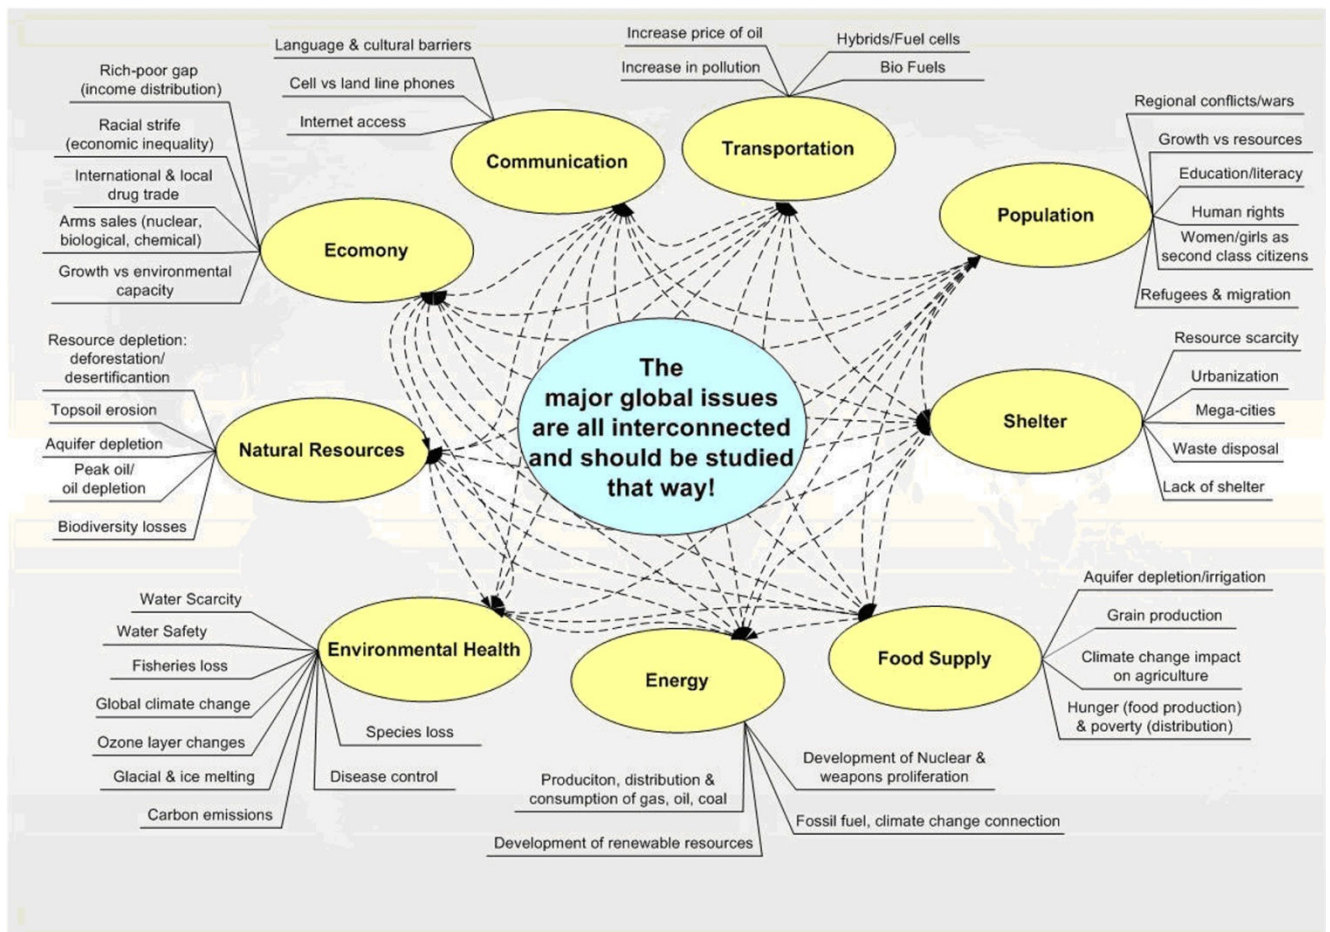 Language & cultural barriers
Cell vs land line phones
Internet access
Communication
Increase price of oil
Increase in pollution
Hybrids/Fuel cells
Bio Fuels
Transportation
Rich-poor gap
(income distribution)
Racial strife
(economic inequality)
International & local
drug trade
Arms sales (nuclear,
biological, chemical)
Growth vs environmental
capacity
Ecomony
Regional conflicts/wars
Growth vs resources
Education/literacy
Human rights
Women/girls as
second class citizens
Refugees & migration
Population
The
major global issues
are all interconnected
and should be studied
that way!
Resource depletion:
deforestation/
desertificantion
Topsoil erosion
Aquifer depletion
Peak oil/
oil depletion
Biodiversity losses
Natural Resources
Resource scarcity
Urbanization
Mega-cities
Waste disposal
Lack of shelter
Shelter
Water Scarcity
Water Safety
Fisheries loss
Global climate change
Ozone layer changes
Glacial & ice melting
Carbon emissions
Species loss
Disease control
Environmental Health
Energy
Produciton, distribution &
consumption of gas, oil, coal
Development of renewable resources
Development of Nuclear &
weapons proliferation
Fossil fuel, climate change connection
Food Supply
Aquifer depletion/irrigation
Grain production
Climate change impact
on agriculture
Hunger (food production)
& poverty (distribution)